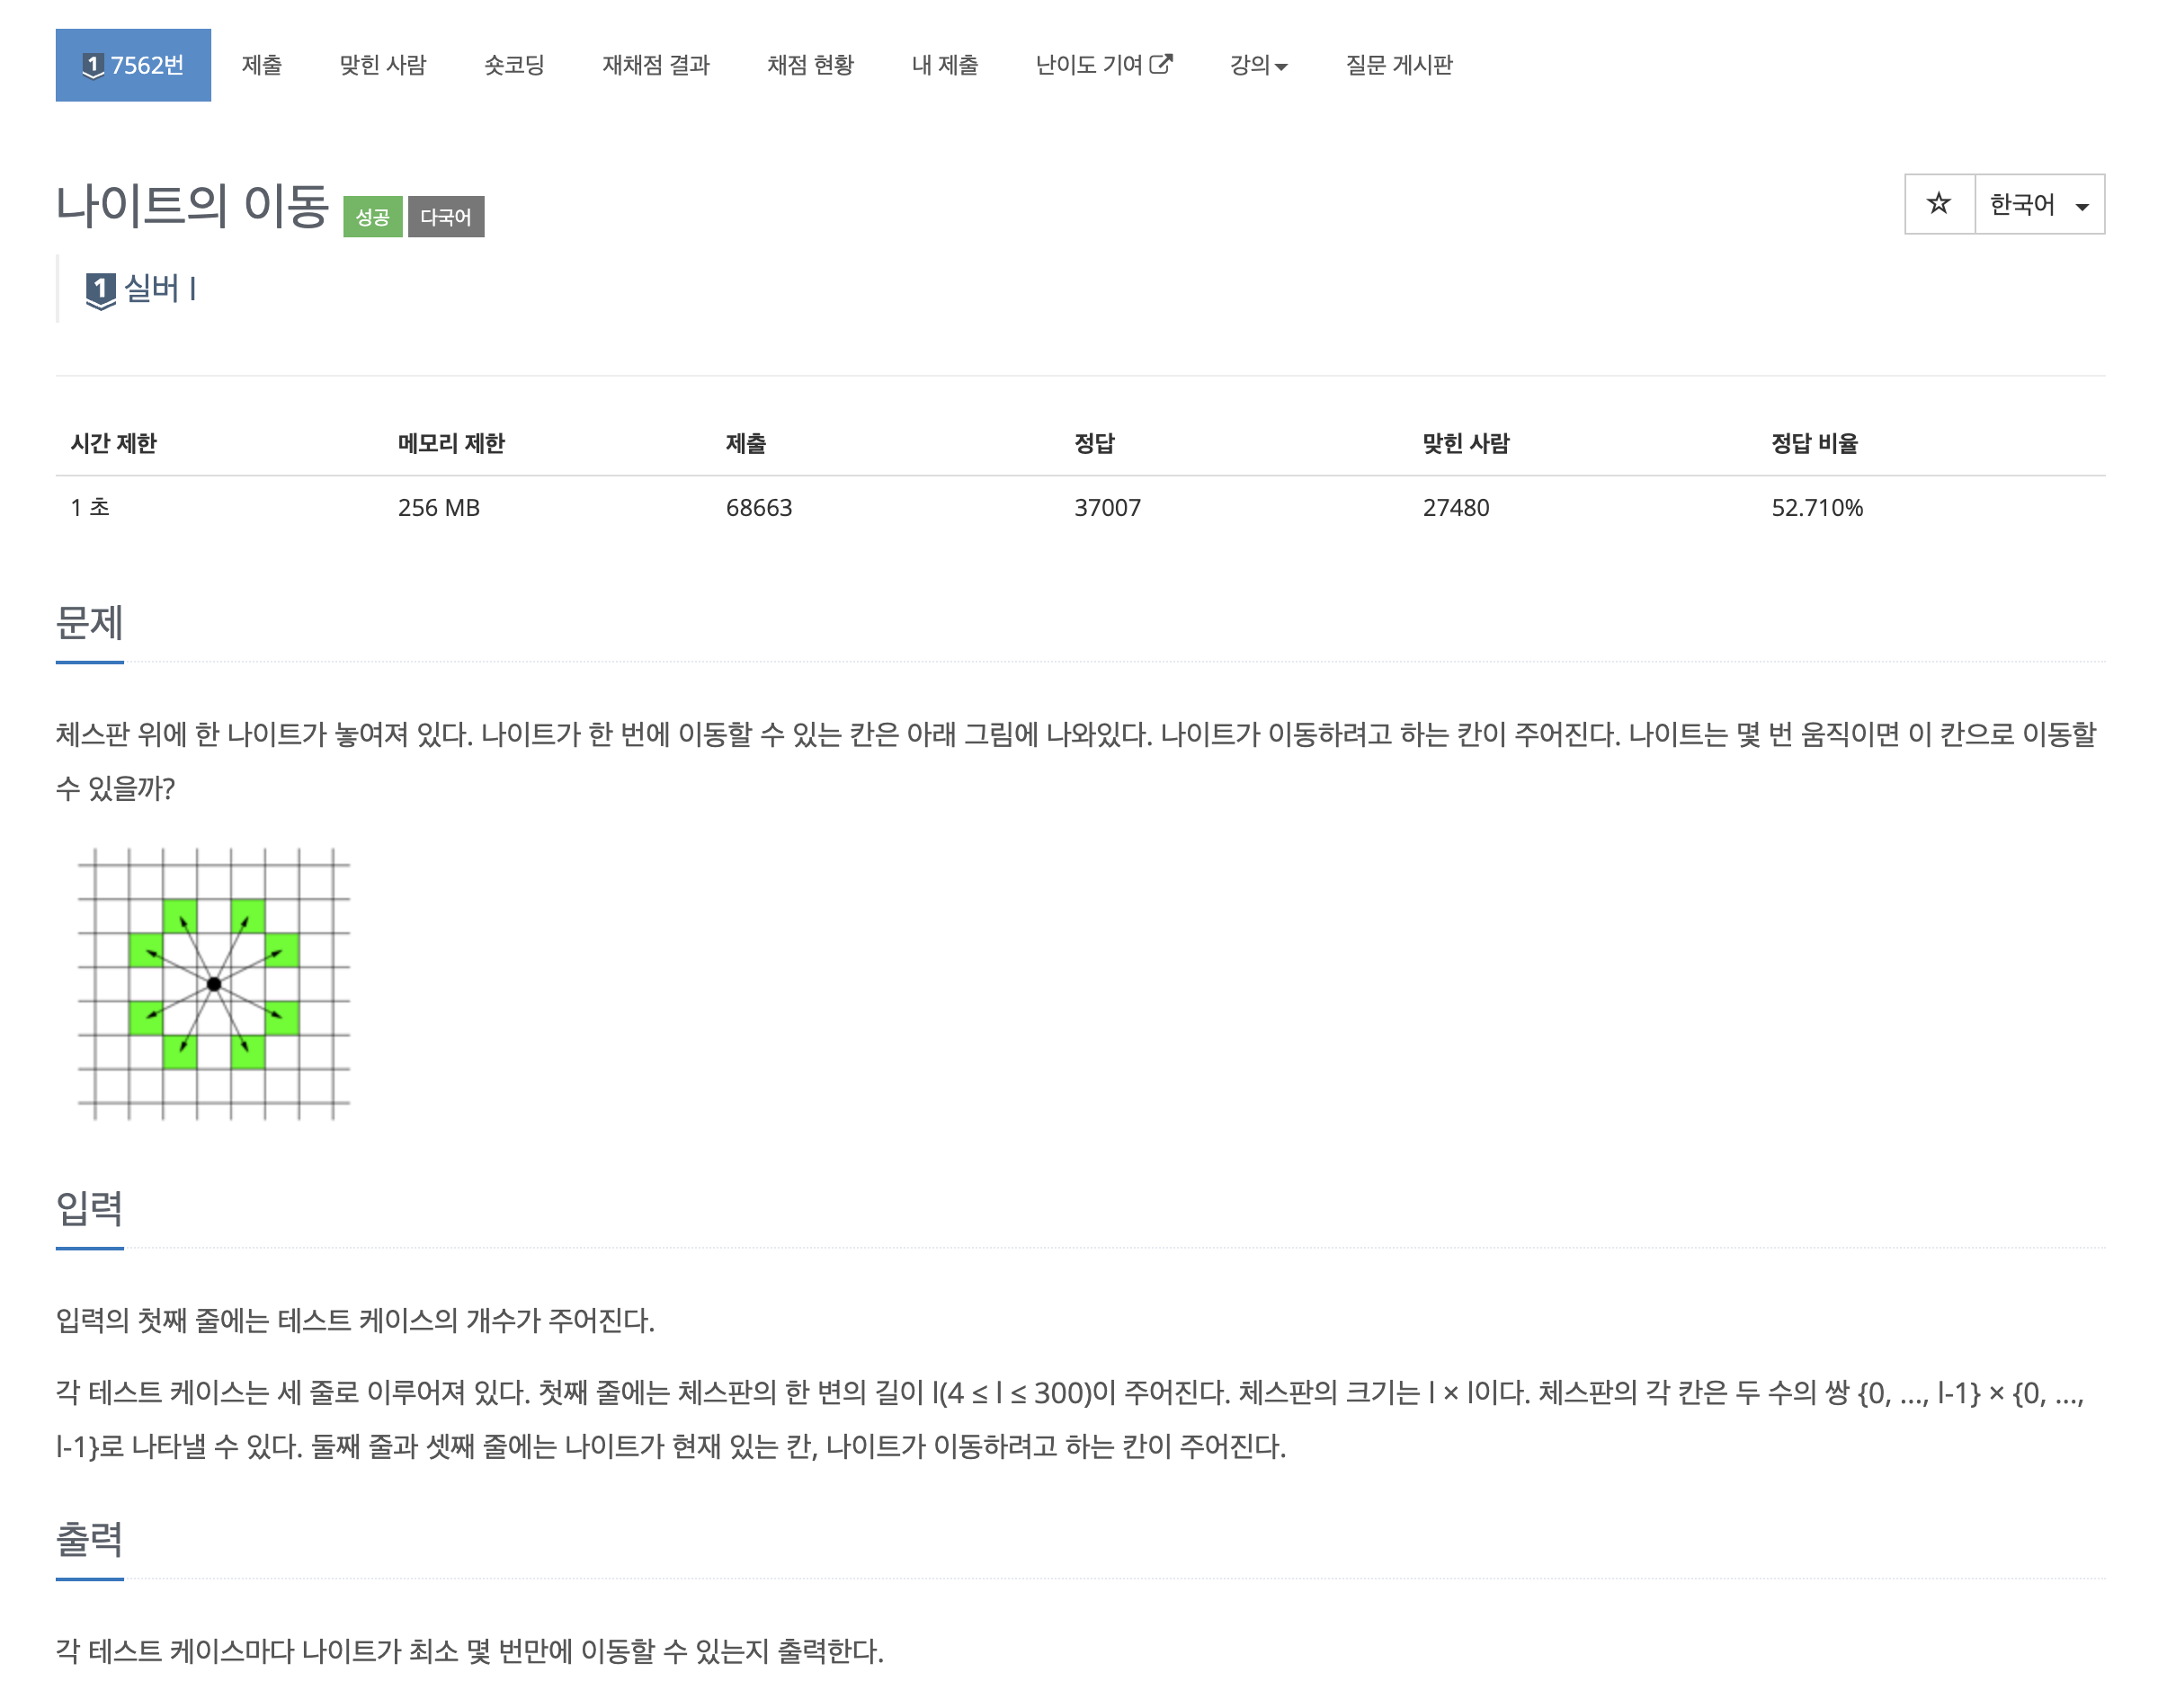 1 7562번 제출 맞힌 사람 숏코딩 재채점 결과 채점 현황 내 제출 난이도 기여 강의 질문 게시판
나이트의 이동 성공 다국어 ☆ 한국어
1 실버 I
시간 제한 메모리 제한 제출 정답 맞힌 사람 정답 비율
1 초 256 MB 68663 37007 27480 52.710%
문제
체스판 위에 한 나이트가 놓여져 있다. 나이트가 한 번에 이동할 수 있는 칸은 아래 그림에 나와있다. 나이트가 이동하려고 하는 칸이 주어진다. 나이트는 몇 번 움직이면 이 칸으로 이동할
수 있을까?
입력
입력의 첫째 줄에는 테스트 케이스의 개수가 주어진다.
각 테스트 케이스는 세 줄로 이루어져 있다. 첫째 줄에는 체스판의 한 변의 길이 l(4 ≤ l ≤ 300)이 주어진다. 체스판의 크기는 l × l이다. 체스판의 각 칸은 두 수의 쌍 {0, ..., l-1} × {0, ...,
l-1}로 나타낼 수 있다. 둘째 줄과 셋째 줄에는 나이트가 현재 있는 칸, 나이트가 이동하려고 하는 칸이 주어진다.
출력
각 테스트 케이스마다 나이트가 최소 몇 번만에 이동할 수 있는지 출력한다.